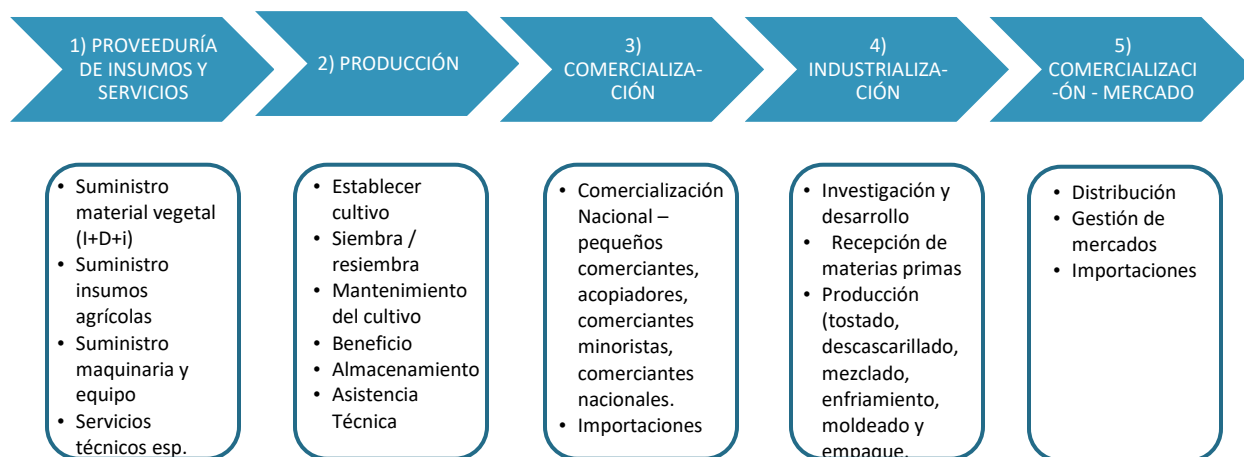 1) PROVEEDURÍA
DE INSUMOS Y
SERVICIOS
2) PRODUCCIÓN
3)
COMERCIALIZA-
CIÓN
4)
INDUSTRIALIZA-
CIÓN
5)
COMERCIALIZACI
-ÓN - MERCADO
• Suministro
material vegetal
(I+D+i)
• Suministro
insumos
agrícolas
• Suministro
maquinaria y
equipo
• Servicios
técnicos esp.
• Establecer
cultivo
• Siembra /
resiembra
• Mantenimiento
del cultivo
• Beneficio
• Almacenamiento
• Asistencia
Técnica
• Comercialización
Nacional –
pequeños
comerciantes,
acopiadores,
comerciantes
minoristas,
comerciantes
nacionales.
• Importaciones
• Investigación y
desarrollo
• Recepción de
materias primas
• Producción
(tostado,
descascarillado,
mezclado,
enfriamiento,
moldeado y
empaque.
• Distribución
• Gestión de
mercados
• Importaciones